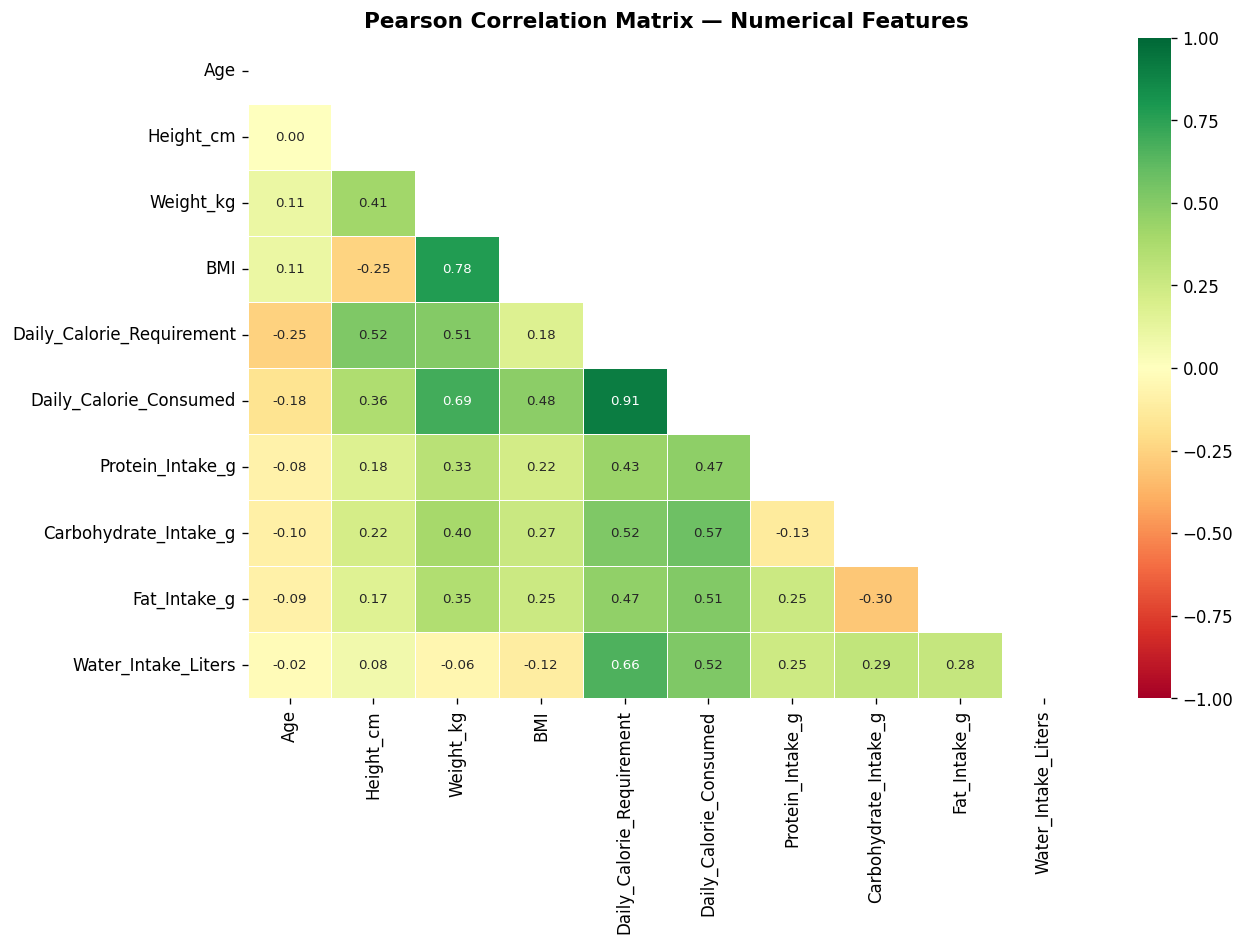 Pearson Correlation Matrix — Numerical Features
Age
Height_cm 0.00
Weight_kg 0.11 0.41
BMI 0.11 -0.25 0.78
Daily_Calorie_Requirement -0.25 0.52 0.51 0.18
Daily_Calorie_Consumed -0.18 0.36 0.69 0.48 0.91
Protein_Intake_g -0.08 0.18 0.33 0.22 0.43 0.47
Carbohydrate_Intake_g -0.10 0.22 0.40 0.27 0.52 0.57 -0.13
Fat_Intake_g -0.09 0.17 0.35 0.25 0.47 0.51 0.25 -0.30
Water_Intake_Liters -0.02 0.08 -0.06 -0.12 0.66 0.52 0.25 0.29 0.28
Age
Height_cm
Weight_kg
BMI
Daily_Calorie_Requirement
Daily_Calorie_Consumed
Protein_Intake_g
Carbohydrate_Intake_g
Fat_Intake_g
Water_Intake_Liters
1.00
0.75
0.50
0.25
0.00
−0.25
−0.50
−0.75
−1.00